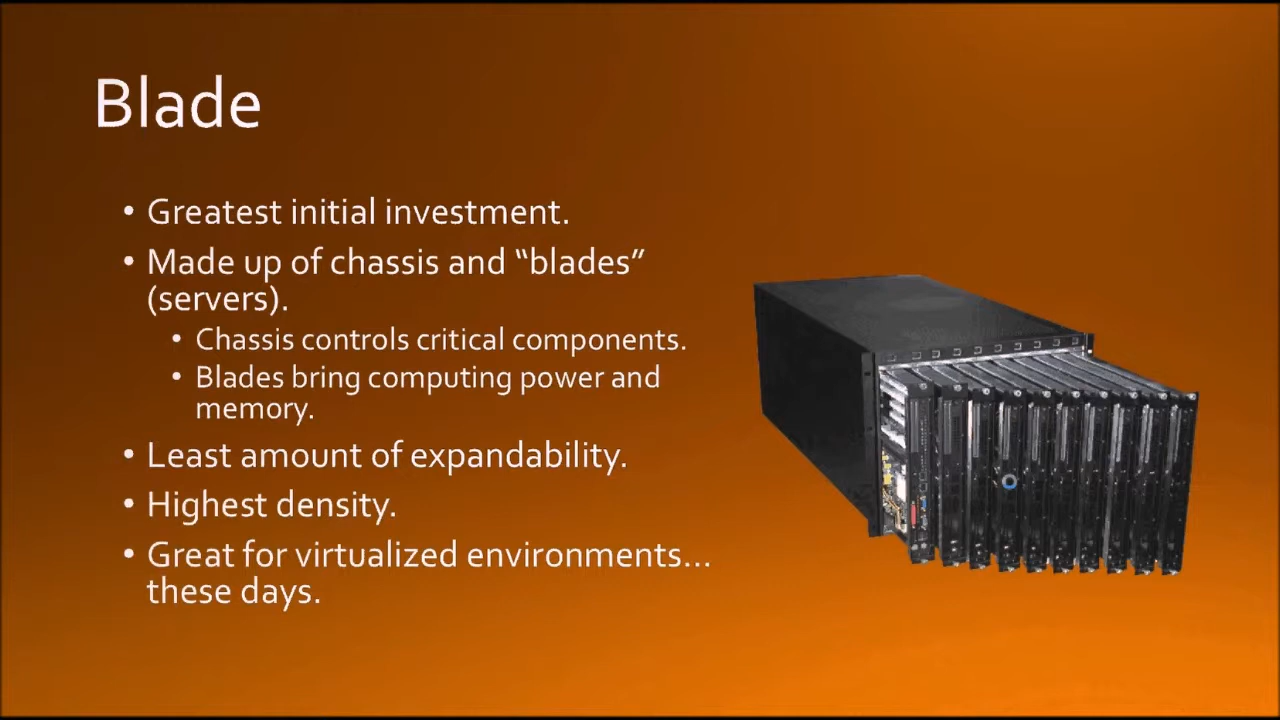 Blade
• Greatest initial investment.
• Made up of chassis and “blades”
(servers).
• Chassis controls critical components.
• Blades bring computing power and
memory.
• Least amount of expandability.
• Highest density.
• Great for virtualized environments…
these days.